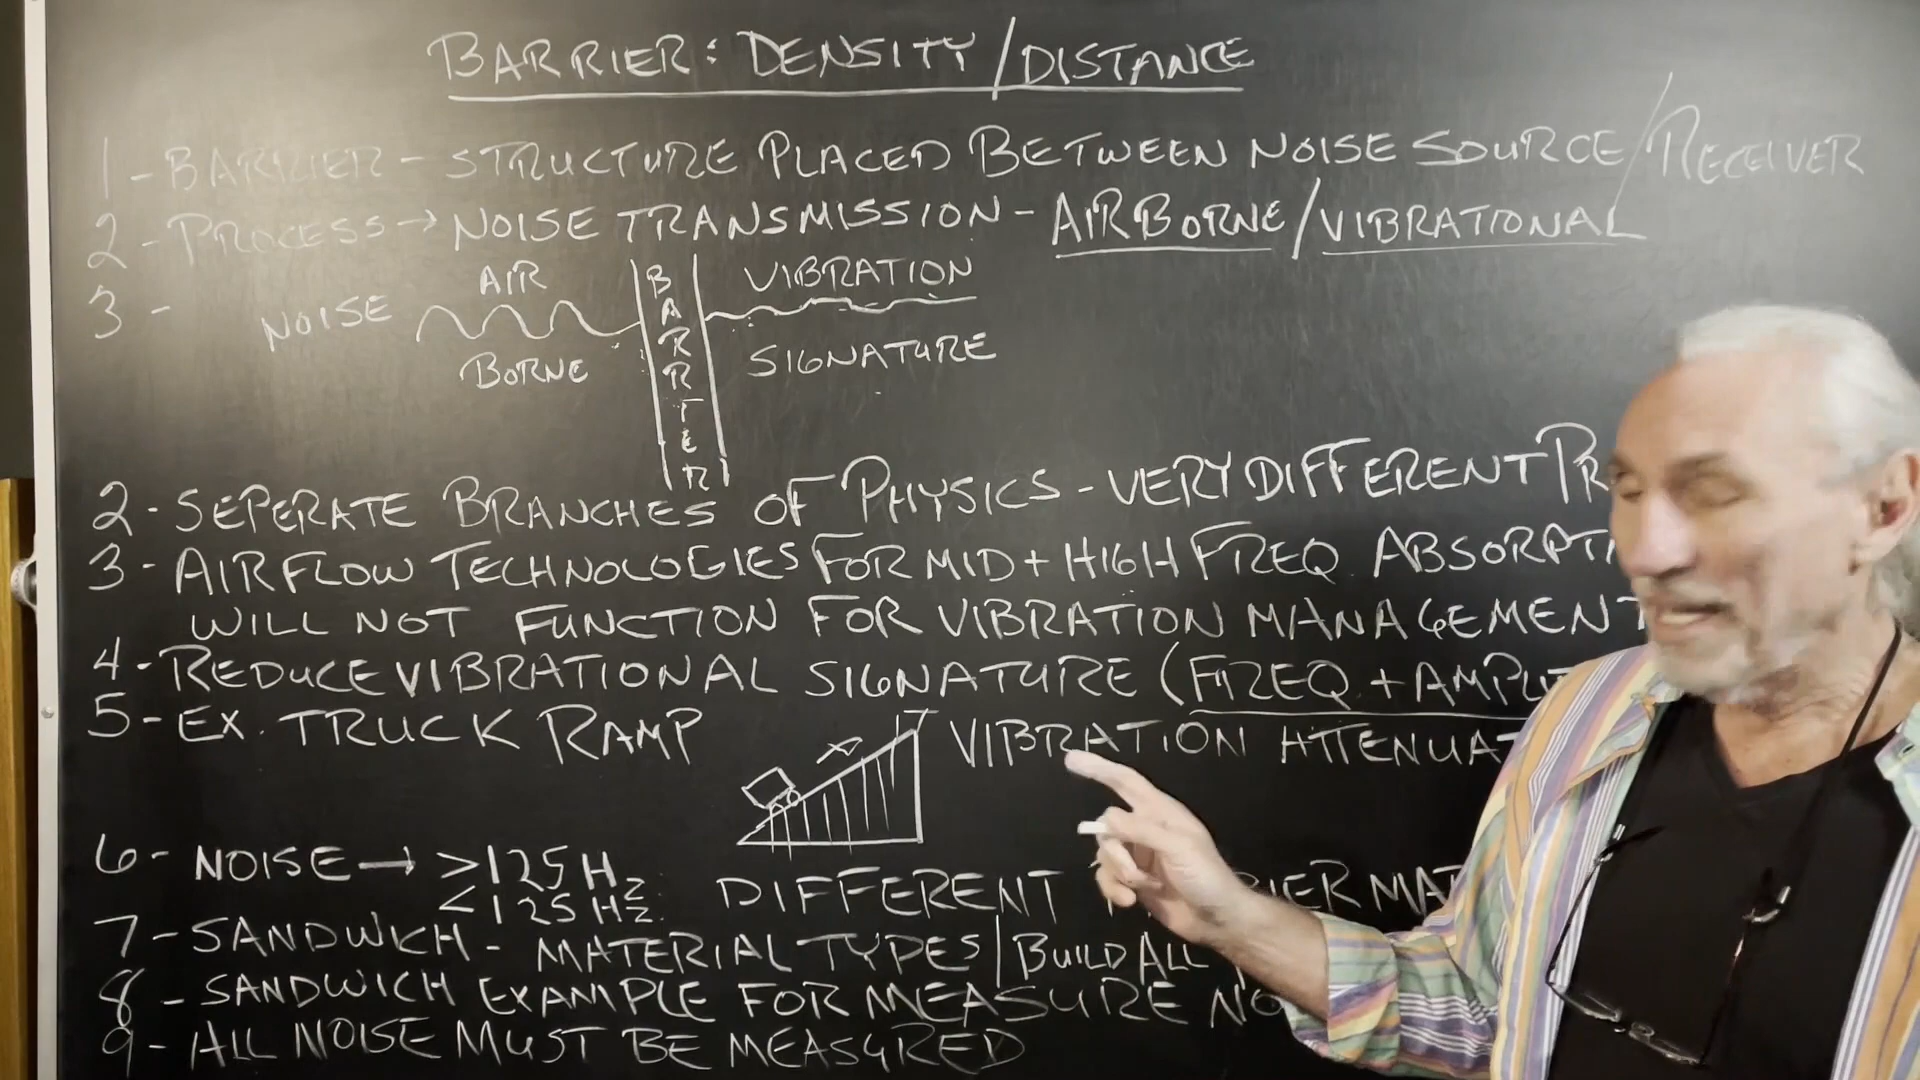 BARRIER: DENSITY/DISTANCE
1 - BARRIER - STRUCTURE PLACED BETWEEN NOISE SOURCE/RECEIVER
2 - PROCESS → NOISE TRANSMISSION - AIRBORNE/VIBRATIONAL
3 - NOISE AIR BORNE
BARRIER
VIBRATION
SIGNATURE
2 - SEPERATE BRANCHES OF PHYSICS - VERY DIFFERENT
3 - AIRFLOW TECHNOLOGIES FOR MID + HIGH FREQ. ABSORPT
WILL NOT FUNCTION FOR VIBRATION MANAGEMENT
4 - REDUCE VIBRATIONAL SIGNATURE (FREQ. + AMPLIT
5 - EX. TRUCK RAMP VIBRATION ATTENUAT
6 - NOISE → >125 HZ
<125 HZ. DIFFERENT MAT
7 - SANDWICH - MATERIAL TYPES | BUILD ALL
8 - SANDWICH EXAMPLE FOR MEASURE NO
9 - ALL NOISE MUST BE MEASURED